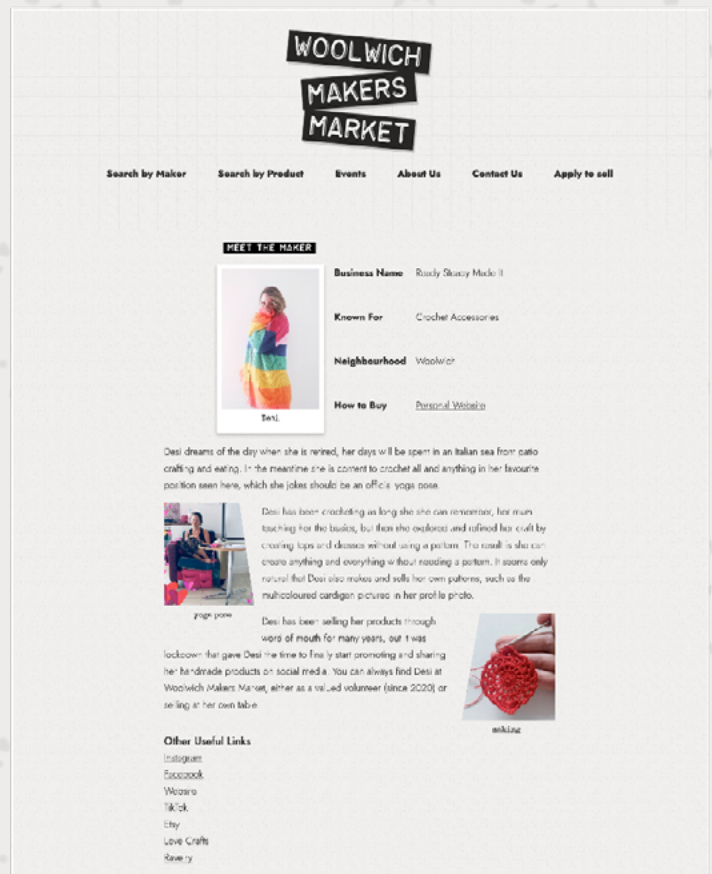 WOOLWICH
MAKERS
MARKET
Search by Maker Search by Product Events About Us Contact Us Apply to sell
MEET THE MAKER
Business Name Ready Steady Made It
Known For Crochet Accessories
Neighbourhood Woolwich
How to Buy Personal Website
Desi
Desi dreams of the day when she is retired, her days will be spent in an Italian sea front patio
crafting and eating. In the meantime she is content to crochet all and anything in her favourite
position seen here, which she jokes should be an official yoga pose.
Desi has been crocheting as long she she can remember, her mum
teaching her the basics, but then she explored and refined her craft by
creating tops and dresses without using a pattern. The result is she can
create anything and everything without needing a pattern. It seems only
natural that Desi also makes and sells her own patterns, such as the
multicoloured cardigan pictured in her profile photo.
yoga pose
Desi has been selling her products through
word of mouth for many years, but it was
lockdown that gave Desi the time to finally start promoting and sharing
her handmade products on social media. You can always find Desi at
Woolwich Makers Market, either as a valued volunteer (since 2020) or
selling at her own table.
making
Other Useful Links
Instagram
Facebook
Website
TikTok
Etsy
Love Crafts
Ravelry